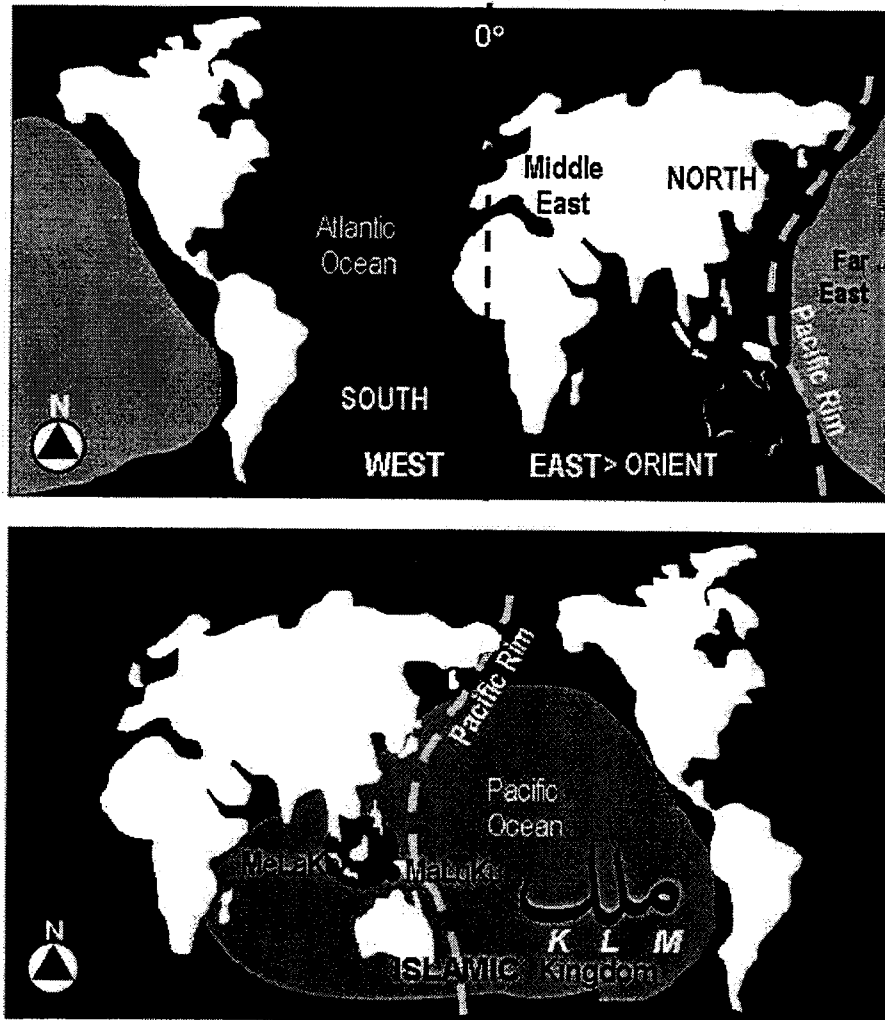 0°
Middle
East
NORTH
Atlantic
Ocean
Far
East
Pacific Rim
SOUTH
N
WEST
EAST> ORIENT
Pacific Rim
Pacific
Ocean
MeLaKa
MaLuKu
ملك
K L M
N
ISLAMIC Kingdom